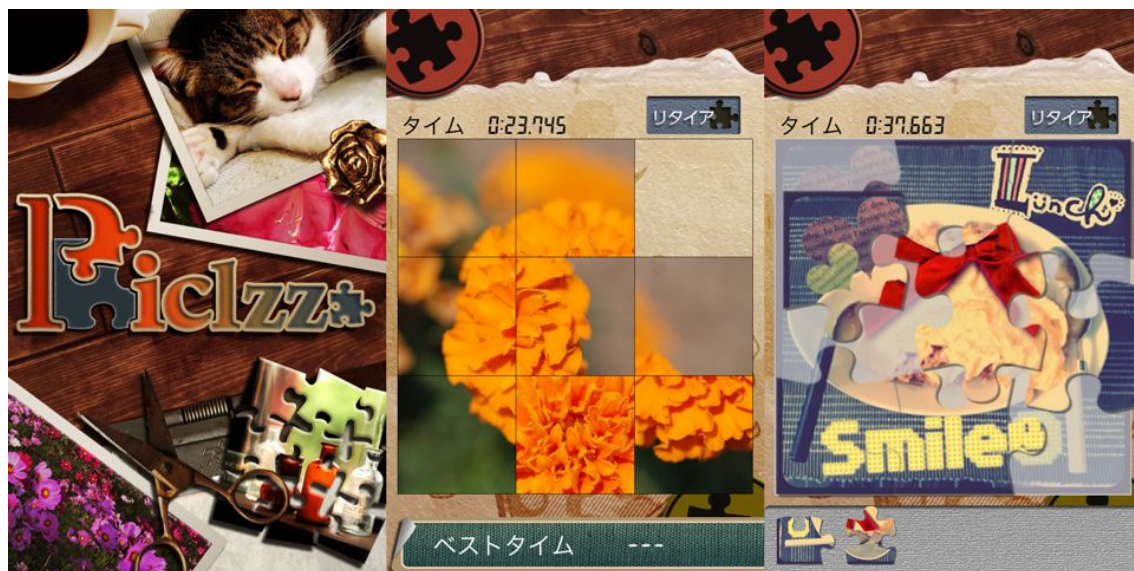 Piclzz
タイム 0:23.745
リタイア
ベストタイム ---
タイム 0:37.663
リタイア
Lunch
Smile